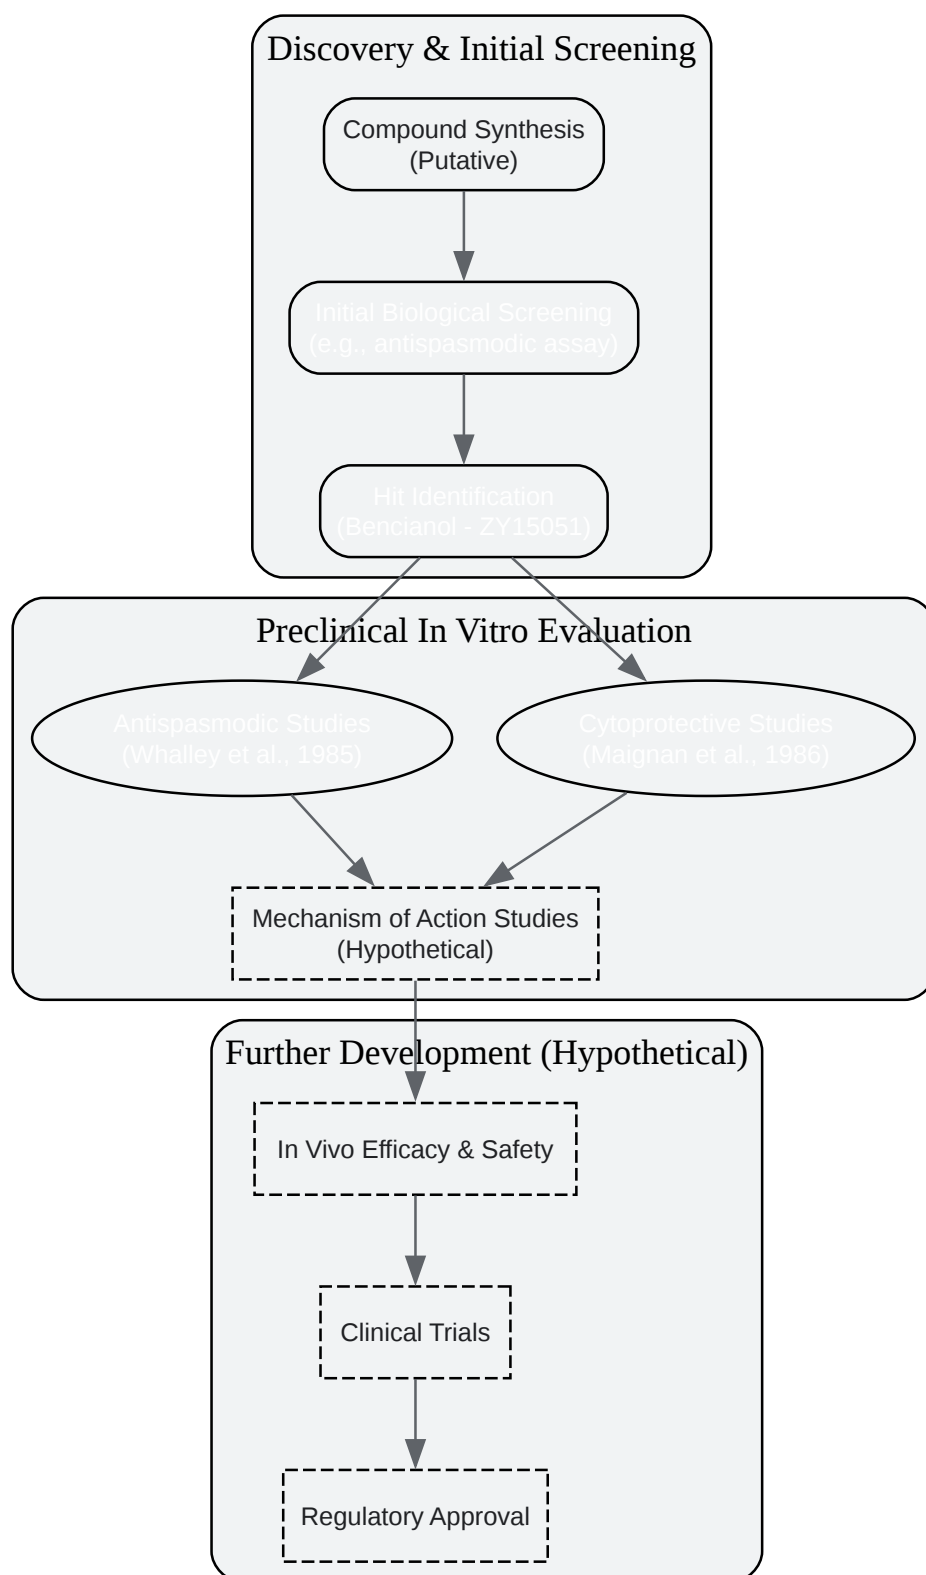 Discovery & Initial Screening
Compound Synthesis
(Putative)
Initial Biological Screening
(e.g., antispasmodic assay)
Hit Identification
(Bencianol - ZY15051)
Preclinical In Vitro Evaluation
Antispasmodic Studies
(Whalley et al., 1985)
Cytoprotective Studies
(Maignan et al., 1986)
Mechanism of Action Studies
(Hypothetical)
Further Development (Hypothetical)
In Vivo Efficacy & Safety
Clinical Trials
Regulatory Approval